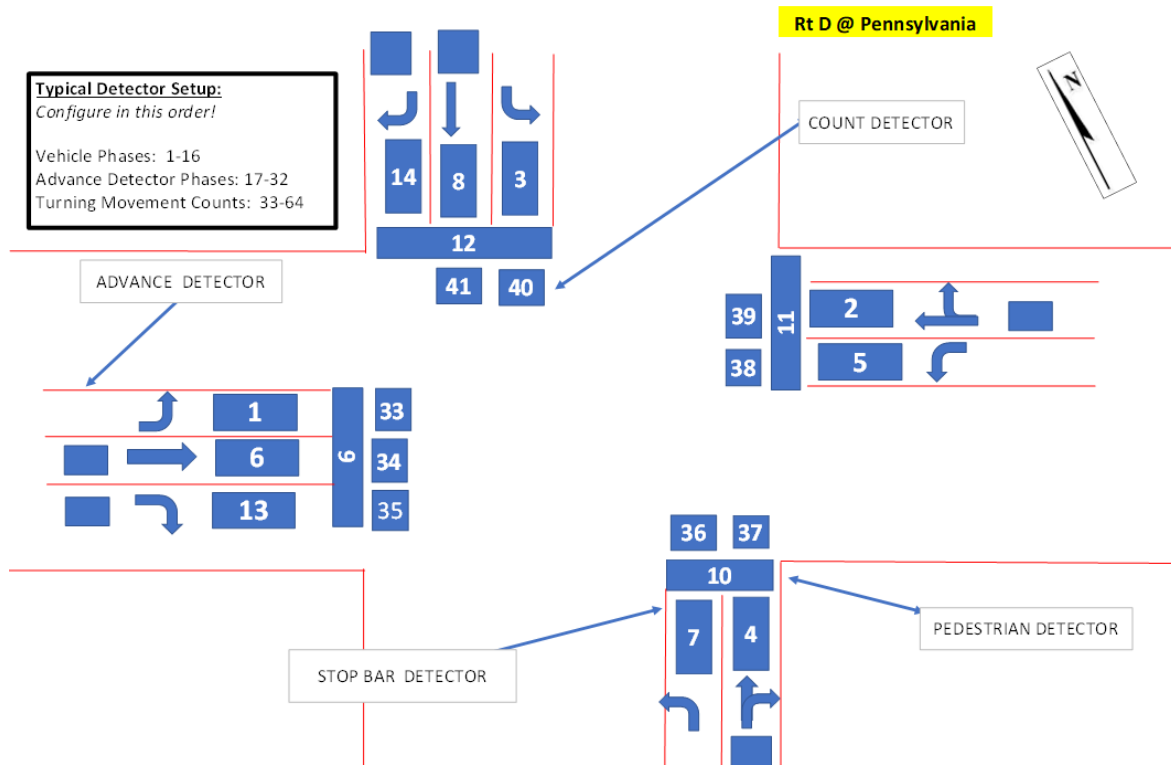 Rt D @ Pennsylvania
Typical Detector Setup:
Configure in this order!
Vehicle Phases: 1-16
Advance Detector Phases: 17-32
Turning Movement Counts: 33-64
N
COUNT DETECTOR
14
8
3
12
41
40
ADVANCE DETECTOR
39
38
11
2
5
1
6
13
9
33
34
35
36
37
10
7
4
PEDESTRIAN DETECTOR
STOP BAR DETECTOR